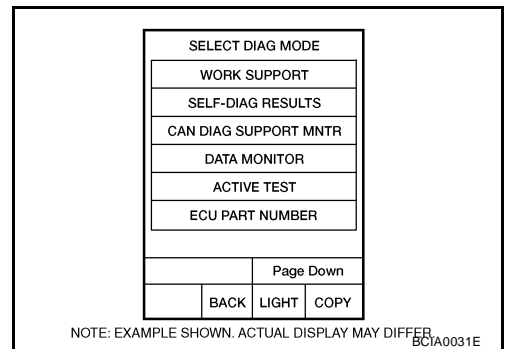 SELECT DIAG MODE
WORK SUPPORT
SELF-DIAG RESULTS
CAN DIAG SUPPORT MNTR
DATA MONITOR
ACTIVE TEST
ECU PART NUMBER
Page Down
BACK LIGHT COPY
NOTE: EXAMPLE SHOWN. ACTUAL DISPLAY MAY DIFFER.
BCIA0031E